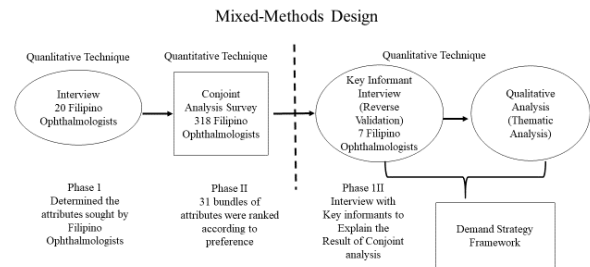 Mixed-Methods Design
Quanlitative Technique
Quantitative Technique
Quanlitative Technique
Interview
20 Filipino
Ophthalmologists
Conjoint
Analysis Survey
318 Filipino
Ophthalmologists
Key Informant
Interview
(Reverse
Validation)
7 Filipino
Ophthalmologists
Qualitative
Analysis
(Thematic
Analysis)
Phase I
Determined the
attributes sought by
Filipino
Ophthalmologists
Phase II
31 bundles of
attributes were ranked
according to
preference
Phase 1II
Interview with
Key informants to
Explain the
Result of Conjoint
analysis
Demand Strategy
Framework